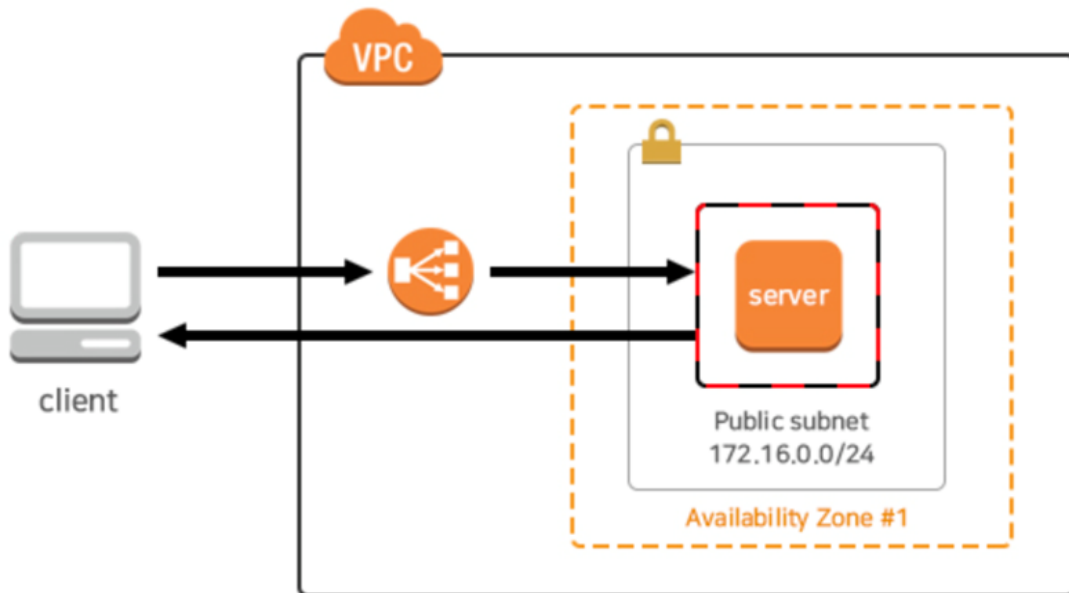 VPC
server
client
Public subnet
172.16.0.0/24
Availability Zone #1